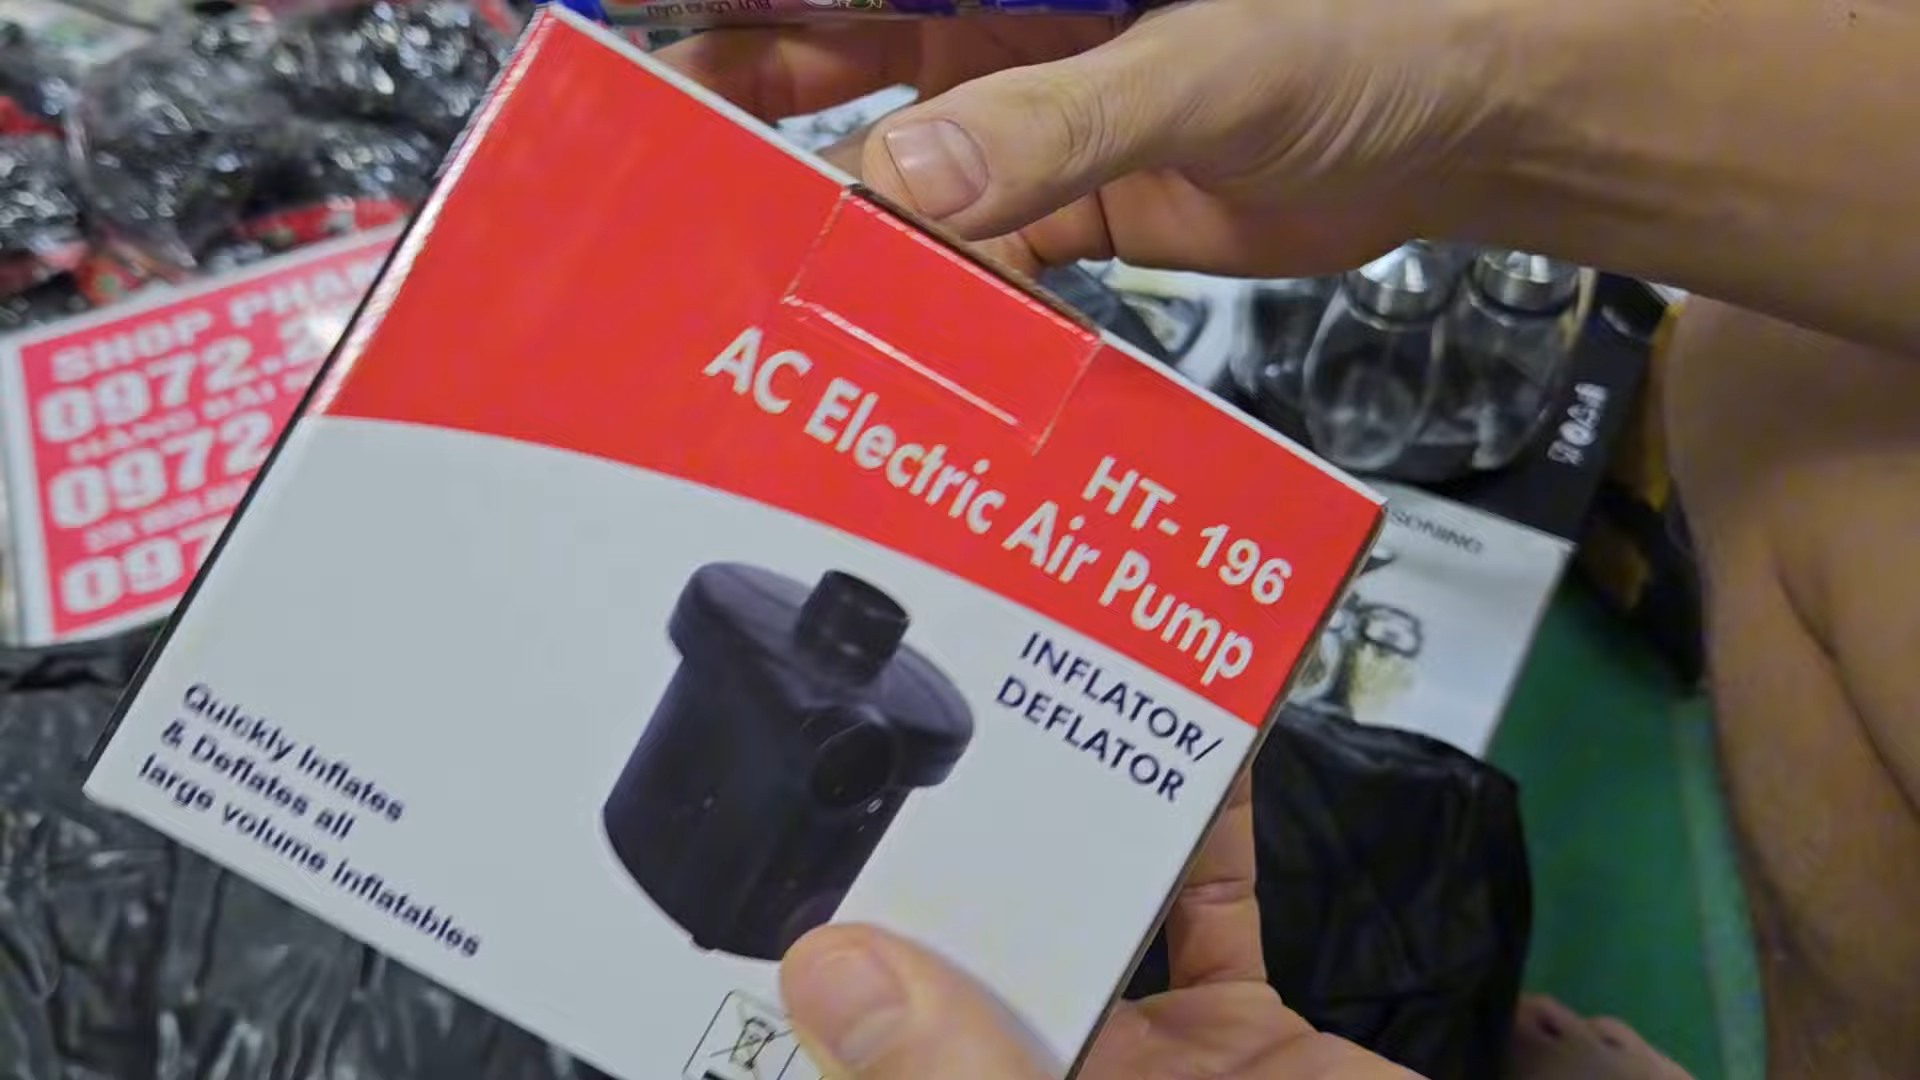 HT- 196
AC Electric Air Pump
INFLATOR/
DEFLATOR
Quickly Inflates
& Deflates all
large volume inflatables
SHOP PHA
0972.2
0972
097
SONING